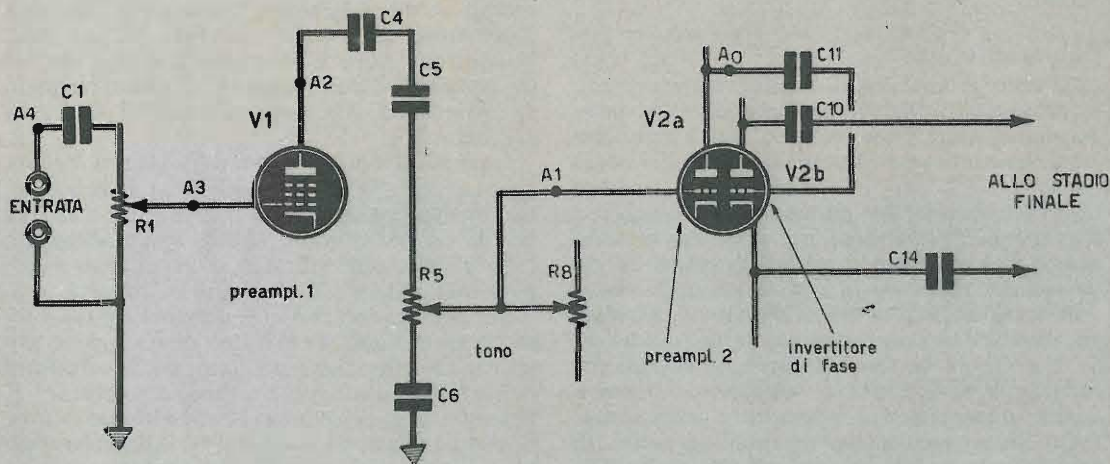 C4
C5
C1
A4
A2
V1
A3
ENTRATA
R1
preampl.1
R5
tono
C6
A1
R8
A0
C11
C10
V2a
V2b
ALLO STADIO
FINALE
C14
preampl. 2
invertitore
di fase